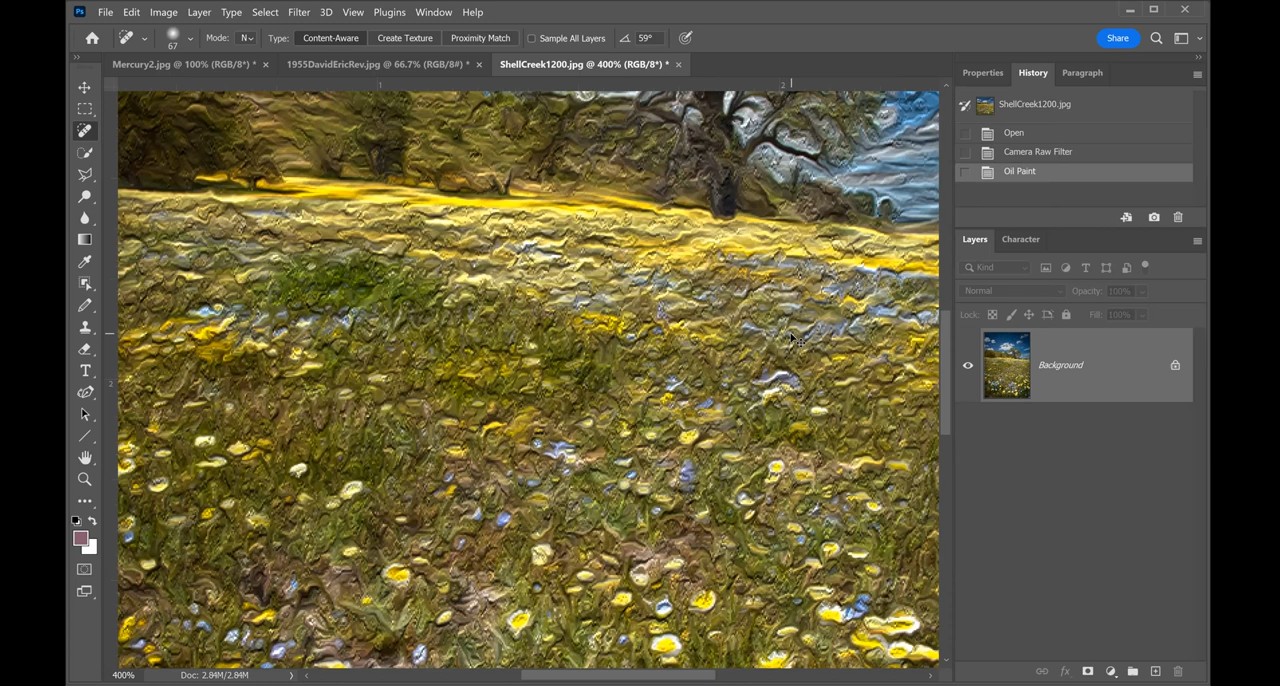 Ps File Edit Image Layer Type Select Filter 3D View Plugins Window Help
67 Mode: N Type: Content-Aware Create Texture Proximity Match Sample All Layers 59° Share
Mercury2.jpg @ 100% (RGB/8*) * × 1955DavidEricRev.jpg @ 66.7% (RGB/8#) * × ShellCreek1200.jpg @ 400% (RGB/8*) * ×
1 2
2
Properties History Paragraph
ShellCreek1200.jpg
Open
Camera Raw Filter
Oil Paint
Layers Character
Kind
Normal Opacity: 100%
Lock: Fill: 100%
Background
400% Doc: 2.84M/2.84M